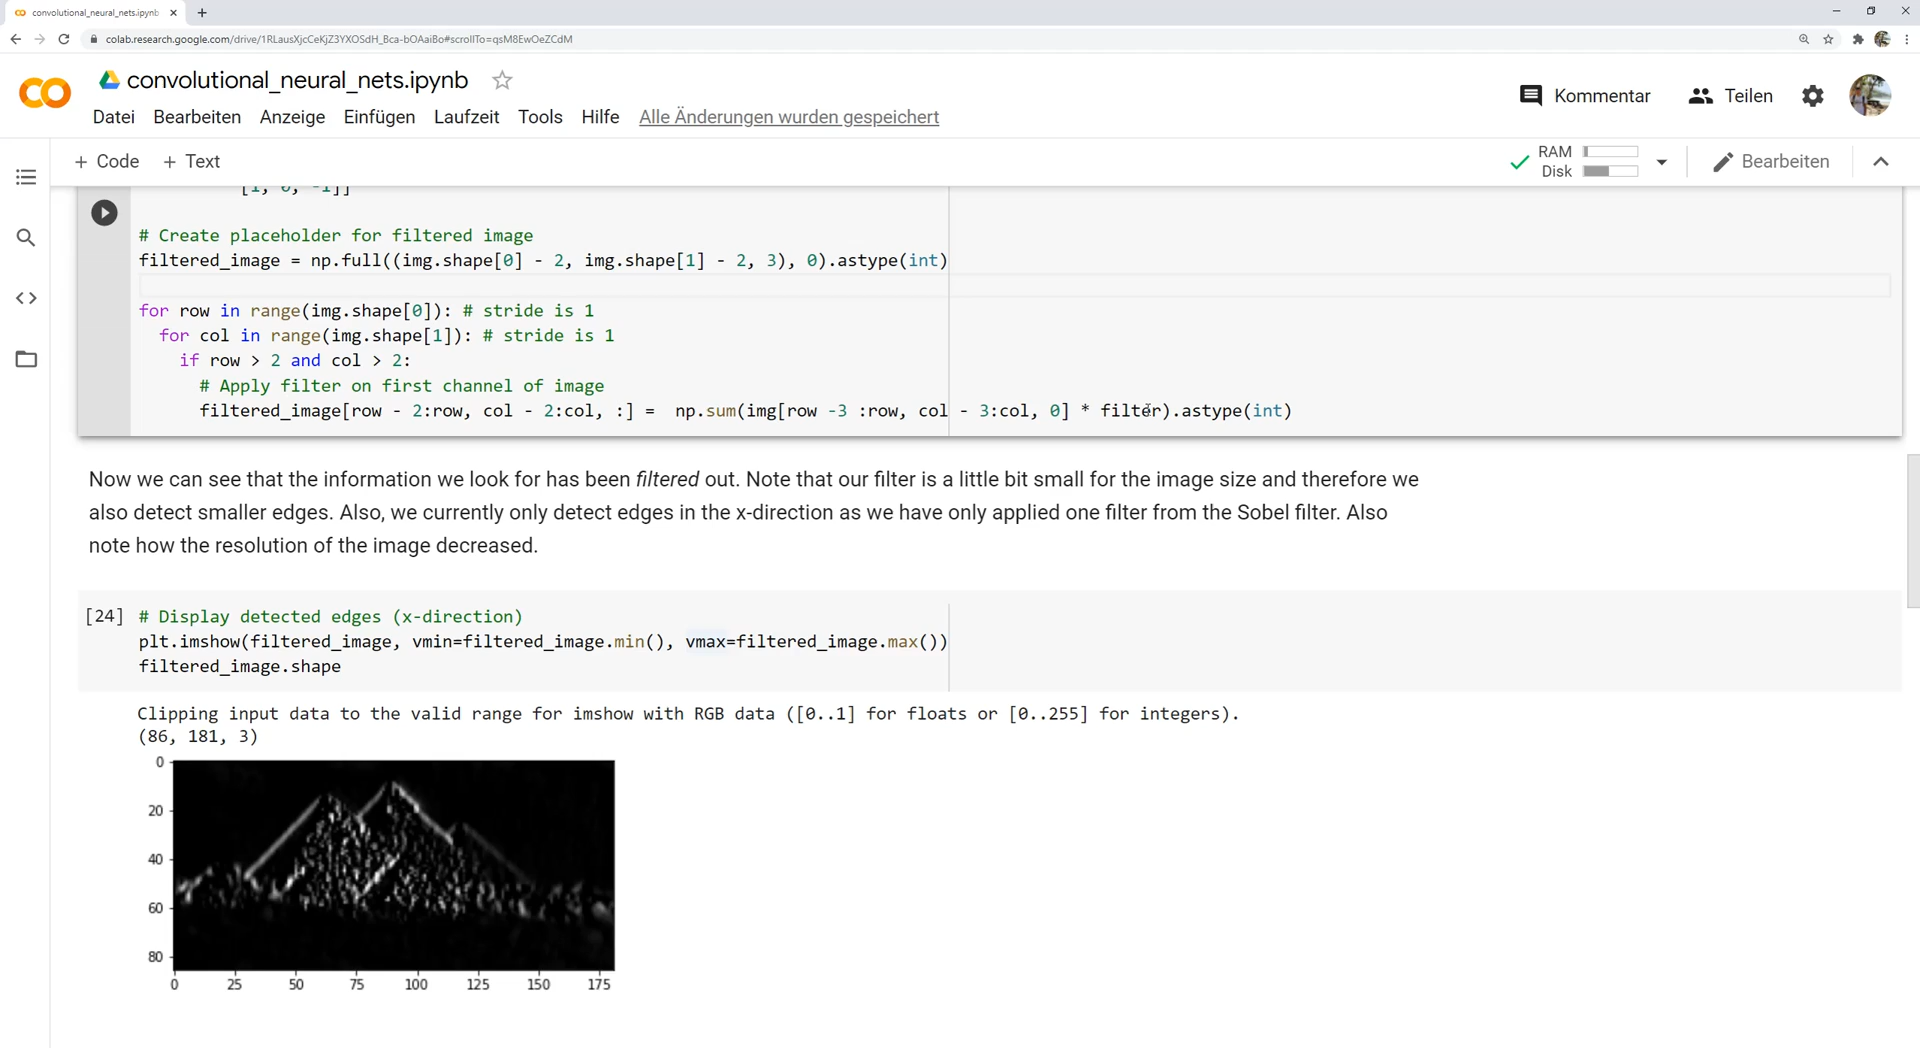 convolutional_neural_nets.ipynb
colab.research.google.com/drive/1RLausXjcCeKjZ3YXOSdH_Bca-bOAaiBo#scrollTo=qsM8EwOeZCdM
convolutional_neural_nets.ipynb
Kommentar
Teilen
Datei Bearbeiten Anzeige Einfügen Laufzeit Tools Hilfe Alle Änderungen wurden gespeichert
+ Code + Text
RAM
Disk
Bearbeiten
[1, 0, -1]]
# Create placeholder for filtered image
filtered_image = np.full((img.shape[0] - 2, img.shape[1] - 2, 3), 0).astype(int)
for row in range(img.shape[0]): # stride is 1
for col in range(img.shape[1]): # stride is 1
if row > 2 and col > 2:
# Apply filter on first channel of image
filtered_image[row - 2:row, col - 2:col, :] =  np.sum(img[row -3 :row, col - 3:col, 0] * filter).astype(int)
Now we can see that the information we look for has been filtered out. Note that our filter is a little bit small for the image size and therefore we
also detect smaller edges. Also, we currently only detect edges in the x-direction as we have only applied one filter from the Sobel filter. Also
note how the resolution of the image decreased.
[24] # Display detected edges (x-direction)
plt.imshow(filtered_image, vmin=filtered_image.min(), vmax=filtered_image.max())
filtered_image.shape
Clipping input data to the valid range for imshow with RGB data ([0..1] for floats or [0..255] for integers).
(86, 181, 3)
0
20
40
60
80
0 25 50 75 100 125 150 175